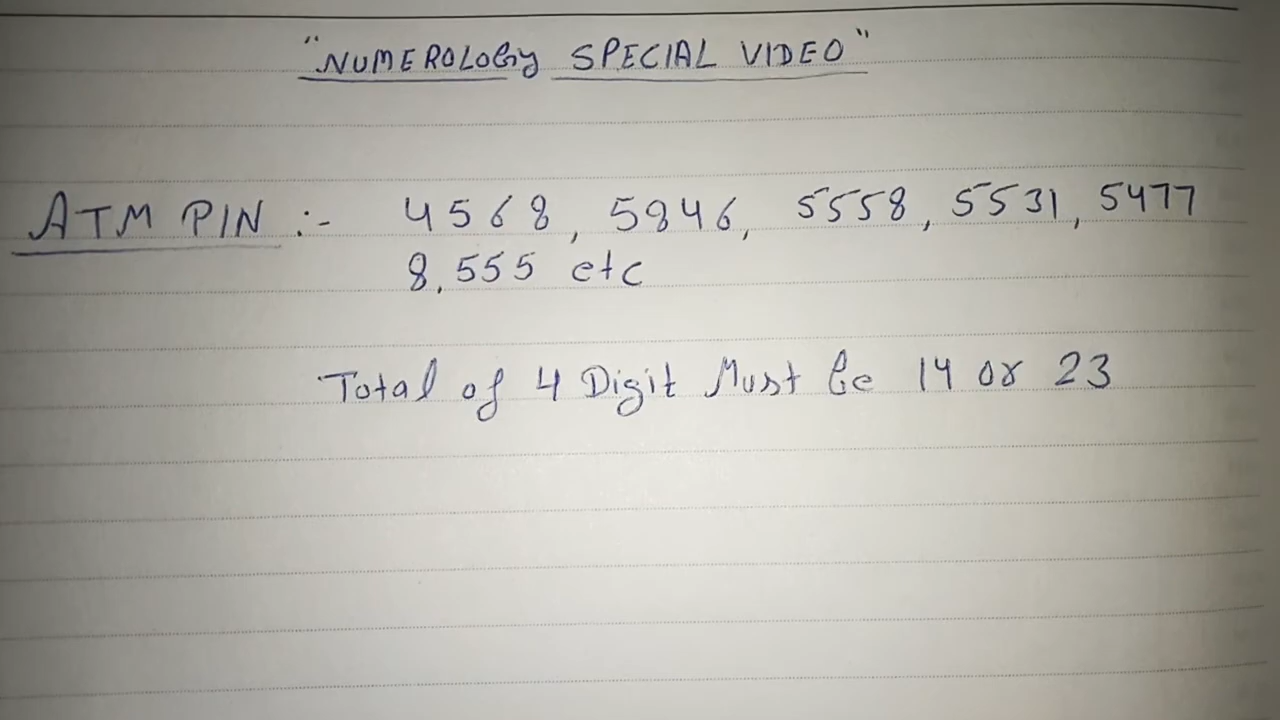 "NUMEROLOGy SPECIAL VIDEO"
ATM PIN :- 4568, 5846, 5558, 5531, 5477
8,555 etc
Total of 4 Digit Must be 14 or 23